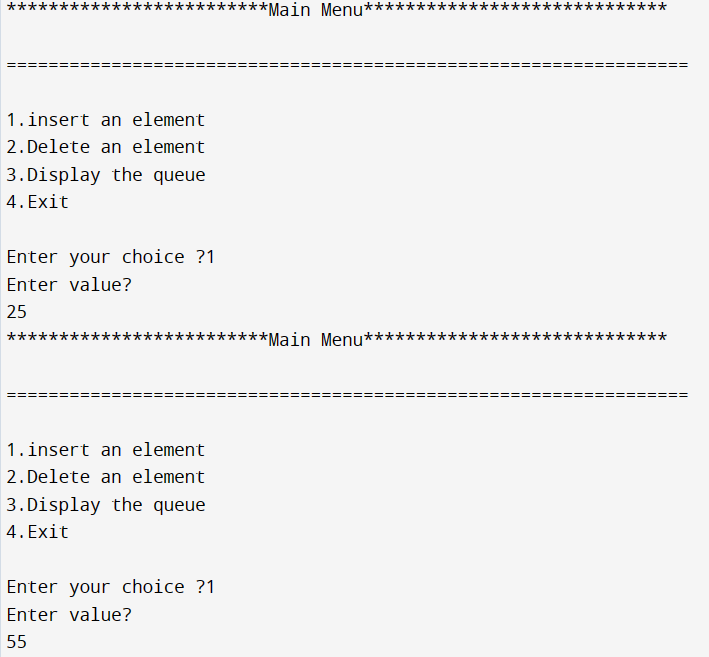 *************************Main Menu*****************************
=================================================================
1.insert an element
2.Delete an element
3.Display the queue
4.Exit
Enter your choice ?1
Enter value?
25
*************************Main Menu*****************************
=================================================================
1.insert an element
2.Delete an element
3.Display the queue
4.Exit
Enter your choice ?1
Enter value?
55